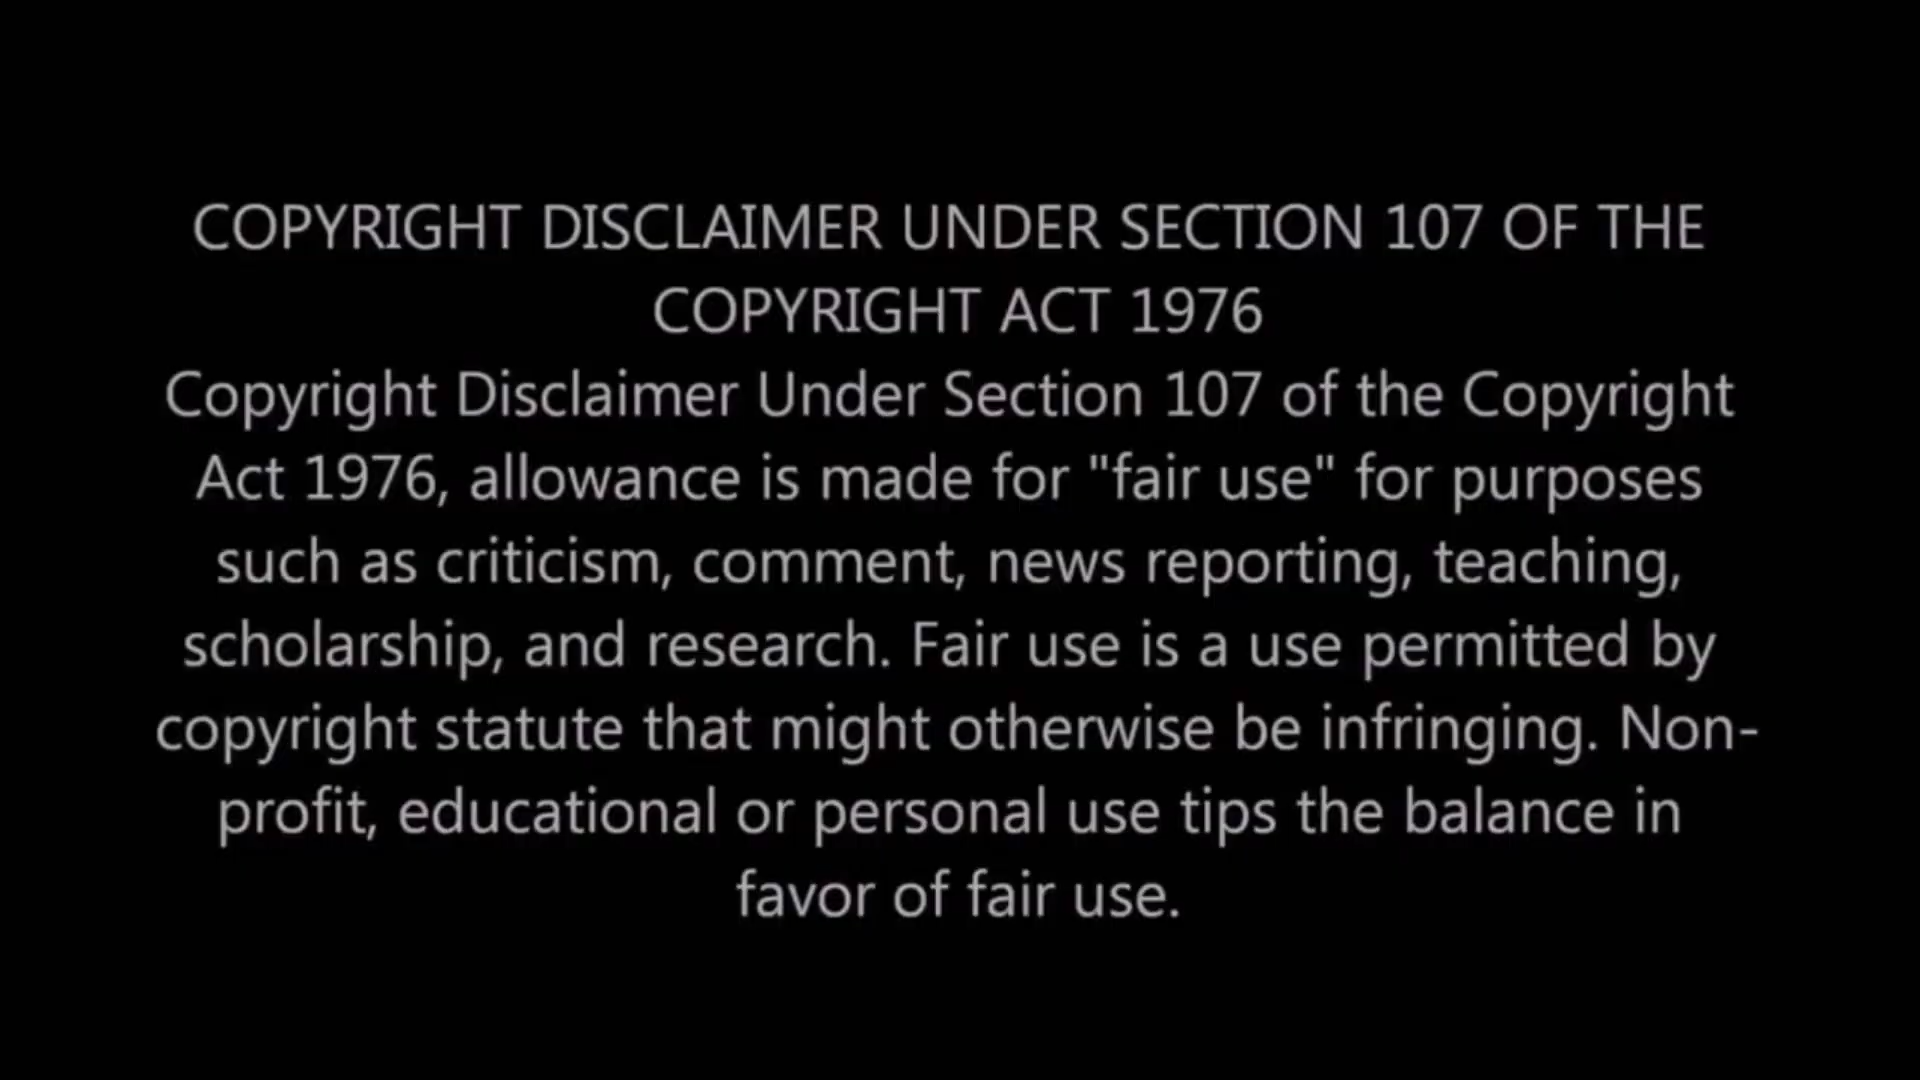 COPYRIGHT DISCLAIMER UNDER SECTION 107 OF THE
COPYRIGHT ACT 1976
Copyright Disclaimer Under Section 107 of the Copyright
Act 1976, allowance is made for "fair use" for purposes
such as criticism, comment, news reporting, teaching,
scholarship, and research. Fair use is a use permitted by
copyright statute that might otherwise be infringing. Non-
profit, educational or personal use tips the balance in
favor of fair use.